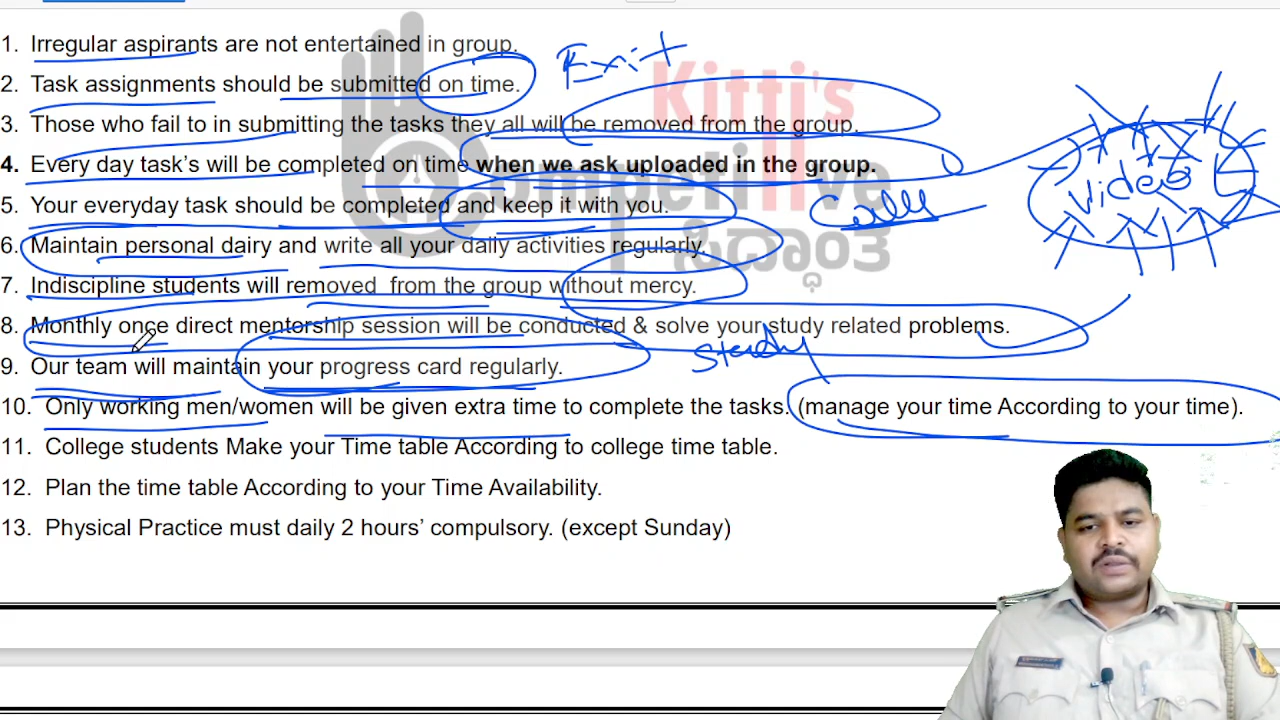 1. Irregular aspirants are not entertained in group.
Exit
2. Task assignments should be submitted on time.
Kitti's
3. Those who fail to in submitting the tasks they all will be removed from the group.
4. Every day task's will be completed on time when we ask uploaded in the group.
Video
5. Your everyday task should be completed and keep it with you.
6. Maintain personal dairy and write all your daily activities regularly.
7. Indiscipline students will removed from the group without mercy.
8. Monthly once direct mentership session will be conducted & solve your study related problems.
Study
9. Our team will maintain your progress card regularly.
10. Only working men/women will be given extra time to complete the tasks. (manage your time According to your time).
11. College students Make your Time table According to college time table.
12. Plan the time table According to your Time Availability.
13. Physical Practice must daily 2 hours' compulsory. (except Sunday)